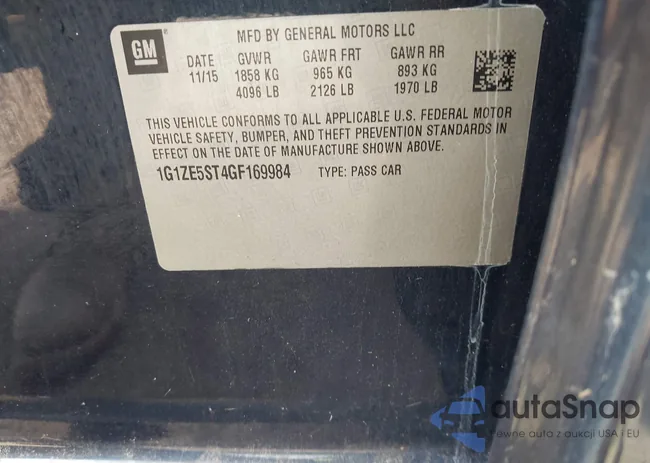 GM
MFD BY GENERAL MOTORS LLC
DATE GVWR GAWR FRT GAWR RR
11/15 1858 KG 965 KG 893 KG
4096 LB 2126 LB 1970 LB
THIS VEHICLE CONFORMS TO ALL APPLICABLE U.S. FEDERAL MOTOR
VEHICLE SAFETY, BUMPER, AND THEFT PREVENTION STANDARDS IN
EFFECT ON THE DATE OF MANUFACTURE SHOWN ABOVE.
1G1ZE5ST4GF169984 TYPE: PASS CAR
autoSnap
Pewne auto z aukcji USA i EU